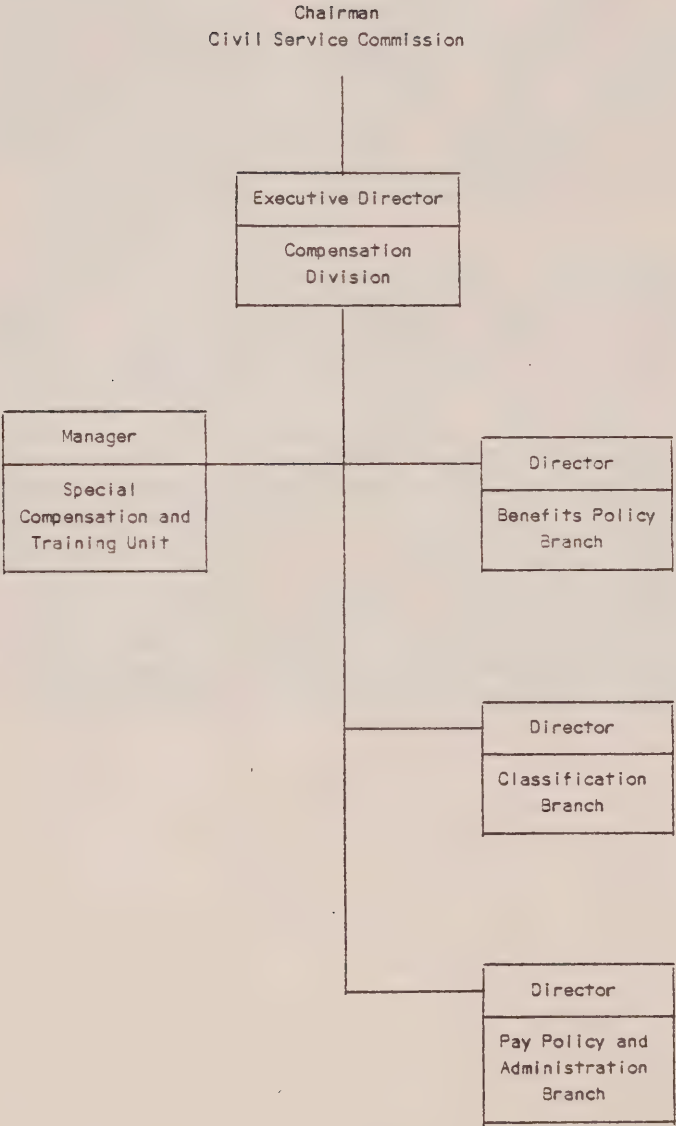 Chairman
Civil Service Commission
Executive Director
Compensation
Division
Manager
Special
Compensation and
Training Unit
Director
Benefits Policy
Branch
Director
Classification
Branch
Director
Pay Policy and
Administration
Branch